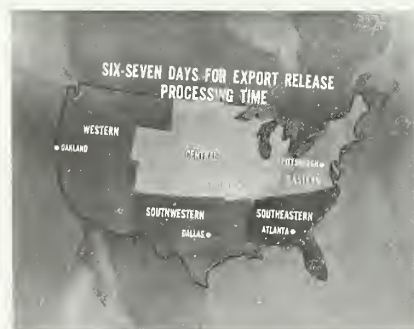 SIX-SEVEN DAYS FOR EXPORT RELEASE
PROCESSING TIME
WESTERN
OAKLAND
CENTRAL
PITTSBURGH
EASTERN
SOUTHWESTERN
DALLAS
SOUTHEASTERN
ATLANTA